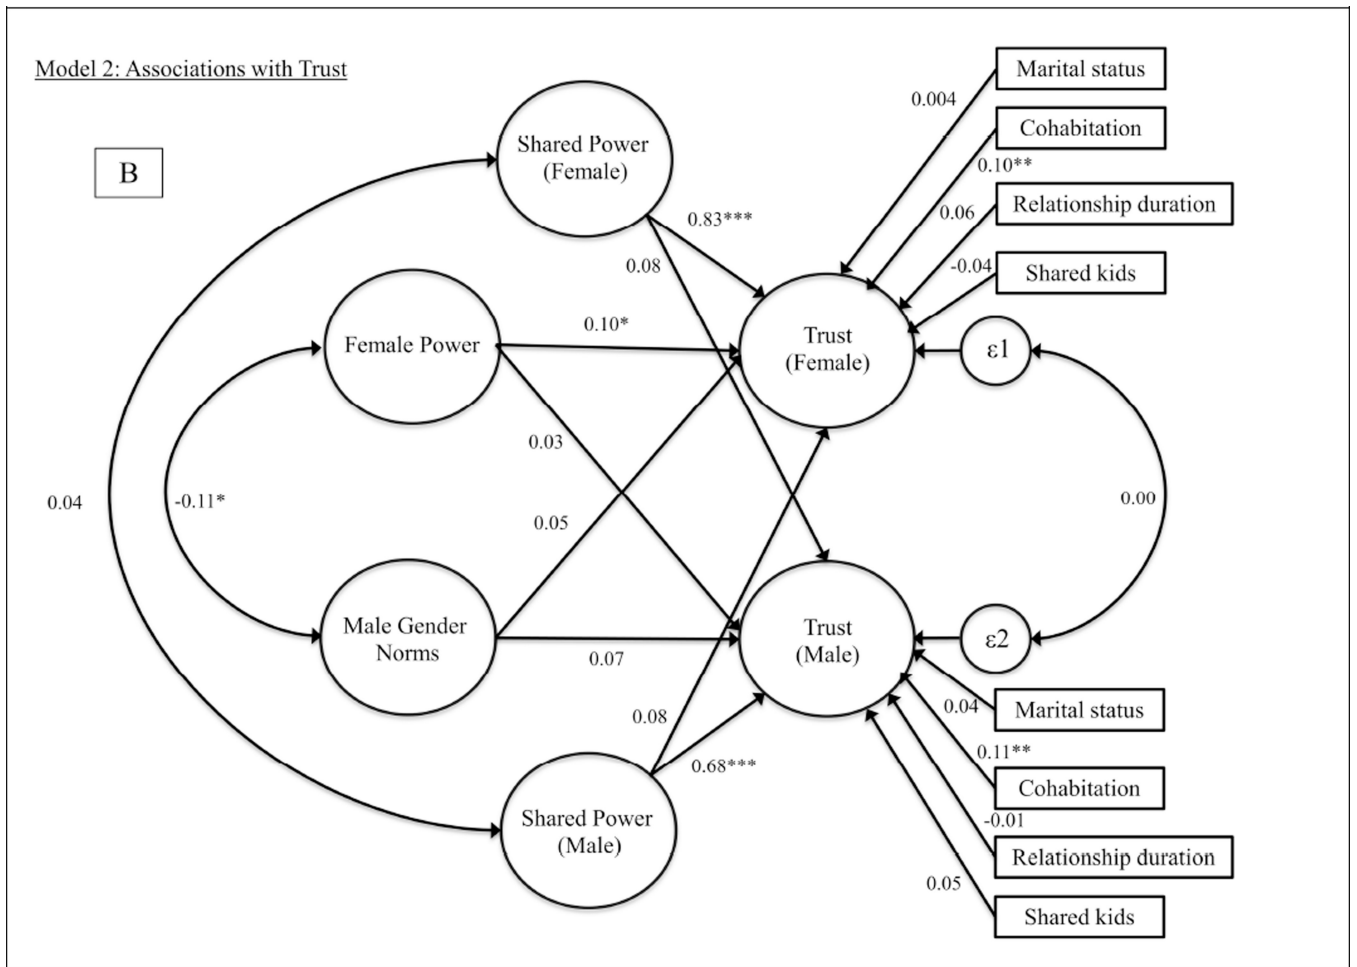 Model 2: Associations with Trust
B
Shared Power
(Female)
Female Power
Male Gender
Norms
Shared Power
(Male)
Trust
(Female)
Trust
(Male)
ε1
ε2
Marital status
Cohabitation
Relationship duration
Shared kids
Marital status
Cohabitation
Relationship duration
Shared kids
0.004
0.10**
0.06
-0.04
0.83***
0.08
0.10*
0.03
0.05
0.07
0.08
0.68***
0.04
-0.11*
0.00
0.04
0.11**
-0.01
0.05